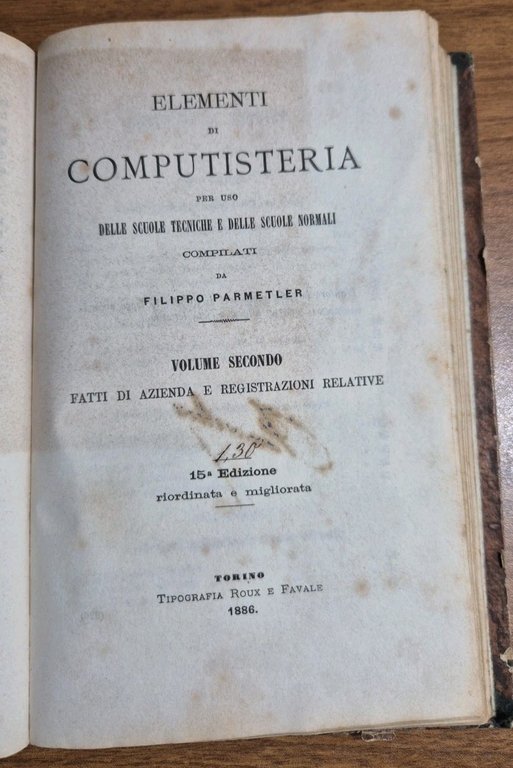 ELEMENTI
DI
COMPUTISTERIA
PER USO
DELLE SCUOLE TECNICHE E DELLE SCUOLE NORMALI
COMPILATI
DA
FILIPPO PARMETLER
VOLUME SECONDO
FATTI DI AZIENDA E REGISTRAZIONI RELATIVE
1,30
15ª Edizione
riordinata e migliorata
TORINO
TIPOGRAFIA ROUX E FAVALE
1886.